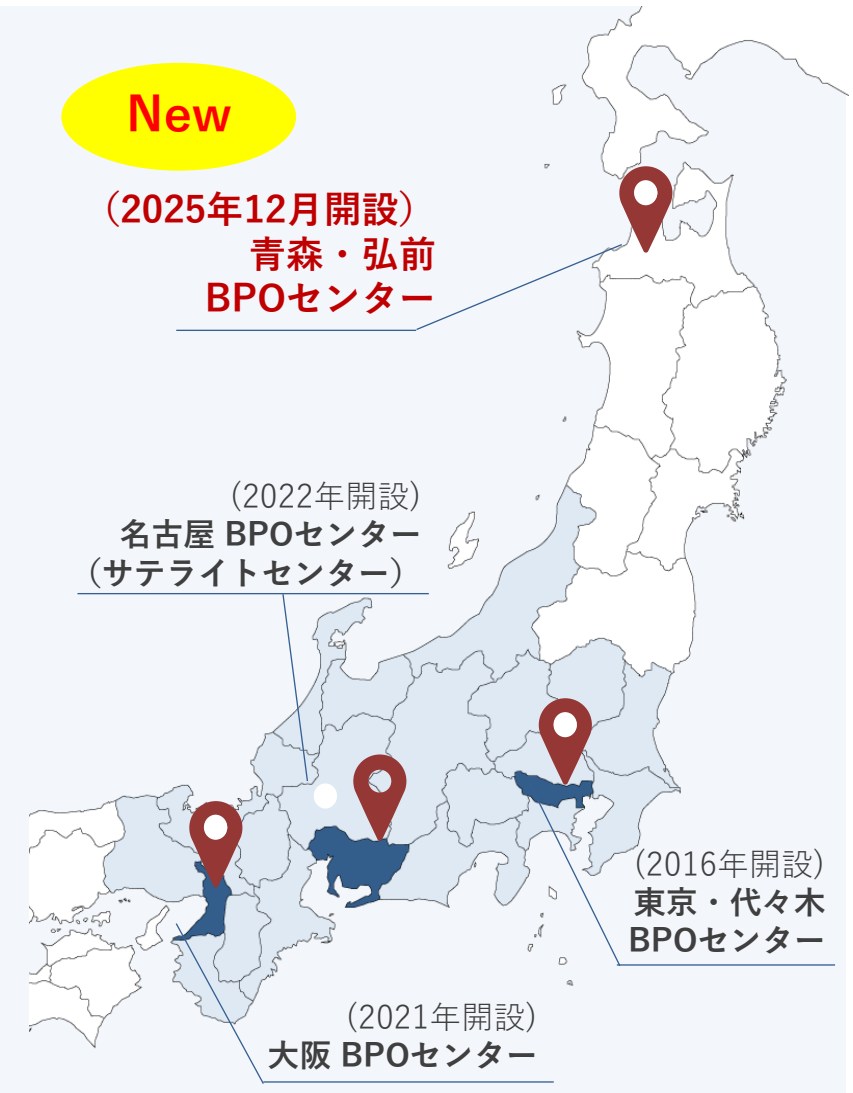 New
（2025年12月開設）
青森・弘前
BPOセンター
(2022年開設)
名古屋 BPOセンター
（サテライトセンター）
(2016年開設)
東京・代々木
BPOセンター
(2021年開設)
大阪 BPOセンター